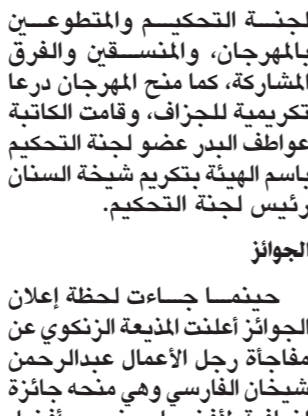 لجنة التحكيم والمتطوعين
بالمهرجان، والمنسقين والفرق
المشاركة، كما منح المهرجان درعا
تكريمية للجزاف، وقامت الكاتبة
عواطف البدر عضو لجنة التحكيم
باسم الهيئة بتكريم شيخة السنان
رئيس لجنة التحكيم.
الجوائز
حينما جاءت لحظة إعلان
الجوائز أعلنت المذيعة الزنكوي عن
مفاجأة رجل الأعمال عبدالرحمن
شيخان الفارسي وهي منحه جائزة